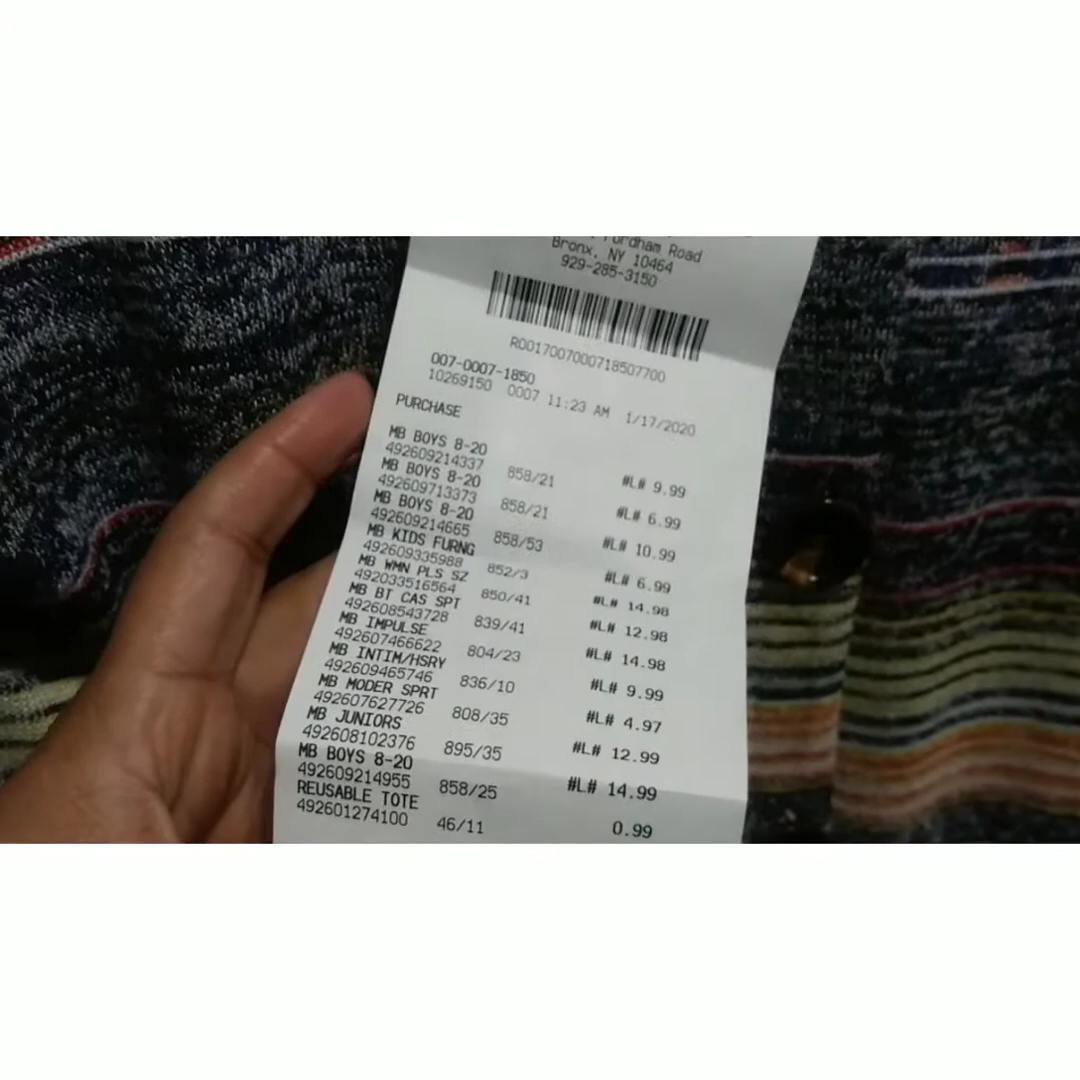 Fordham Road
Bronx, NY 10464
929-285-3150
R0017007000718507700
007-0007-1850
10269150 0007 11:23 AM 1/17/2020
PURCHASE
MB BOYS 8-20
492609214337 858/21 #L# 9.99
MB BOYS 8-20
492609713373 858/21 #L# 6.99
MB BOYS 8-20
492609214665 858/53 #L# 10.99
MB KIDS FURNG
492609335988 852/3 #L# 6.99
MB WMN PLS SZ
492033516564 850/41 #L# 14.98
MB BT CAS SPT
492608543728 839/41 #L# 12.98
MB IMPULSE
492607466622 804/23 #L# 14.98
MB INTIM/HSRY
492609465746 836/10 #L# 9.99
MB MODER SPRT
492607627726 808/35 #L# 4.97
MB JUNIORS
492608102376 895/35 #L# 12.99
MB BOYS 8-20
492609214955 858/25 #L# 14.99
REUSABLE TOTE
492601274100 46/11 0.99